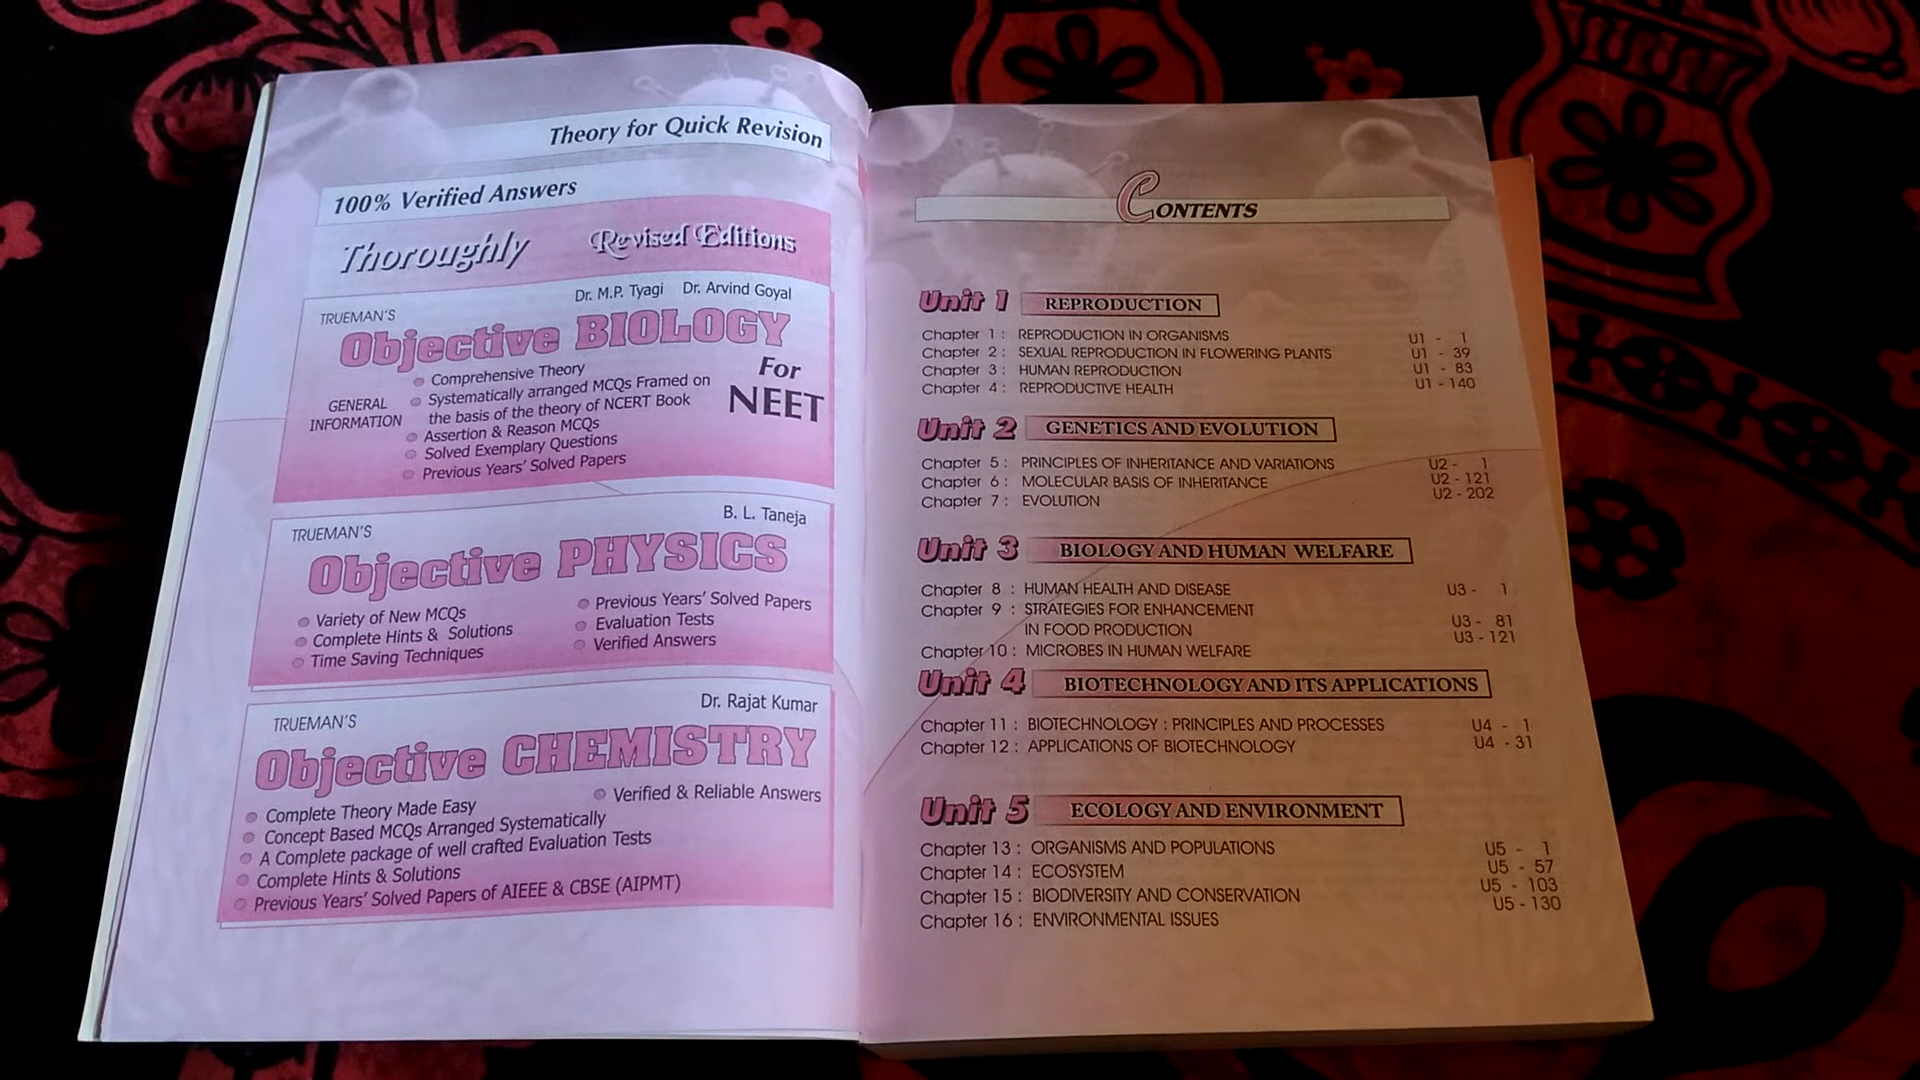 Theory for Quick Revision
100% Verified Answers
Thoroughly Revised Editions
Dr. M.P. Tyagi Dr. Arvind Goyal
TRUEMAN'S
Objective BIOLOGY
For
NEET
GENERAL
INFORMATION
Comprehensive Theory
Systematically arranged MCQs Framed on
the basis of the theory of NCERT Book
Assertion & Reason MCQs
Solved Exemplary Questions
Previous Years' Solved Papers
B. L. Taneja
TRUEMAN'S
Objective PHYSICS
Variety of New MCQs
Complete Hints & Solutions
Time Saving Techniques
Previous Years' Solved Papers
Evaluation Tests
Verified Answers
Dr. Rajat Kumar
TRUEMAN'S
Objective CHEMISTRY
Verified & Reliable Answers
Complete Theory Made Easy
Concept Based MCQs Arranged Systematically
A Complete package of well crafted Evaluation Tests
Complete Hints & Solutions
Previous Years' Solved Papers of AIEEE & CBSE (AIPMT)
CONTENTS
Unit 1 REPRODUCTION
Chapter 1 : REPRODUCTION IN ORGANISMS U1 - 1
Chapter 2 : SEXUAL REPRODUCTION IN FLOWERING PLANTS U1 - 39
Chapter 3 : HUMAN REPRODUCTION U1 - 83
Chapter 4 : REPRODUCTIVE HEALTH U1 - 140
Unit 2 GENETICS AND EVOLUTION
Chapter 5 : PRINCIPLES OF INHERITANCE AND VARIATIONS U2 - 1
Chapter 6 : MOLECULAR BASIS OF INHERITANCE U2 - 121
Chapter 7 : EVOLUTION U2 - 202
Unit 3 BIOLOGY AND HUMAN WELFARE
Chapter 8 : HUMAN HEALTH AND DISEASE U3 - 1
Chapter 9 : STRATEGIES FOR ENHANCEMENT
IN FOOD PRODUCTION U3 - 81
Chapter 10 : MICROBES IN HUMAN WELFARE U3 - 121
Unit 4 BIOTECHNOLOGY AND ITS APPLICATIONS
Chapter 11 : BIOTECHNOLOGY : PRINCIPLES AND PROCESSES U4 - 1
Chapter 12 : APPLICATIONS OF BIOTECHNOLOGY U4 - 31
Unit 5 ECOLOGY AND ENVIRONMENT
Chapter 13 : ORGANISMS AND POPULATIONS U5 - 1
Chapter 14 : ECOSYSTEM U5 - 57
Chapter 15 : BIODIVERSITY AND CONSERVATION U5 - 103
Chapter 16 : ENVIRONMENTAL ISSUES U5 - 130